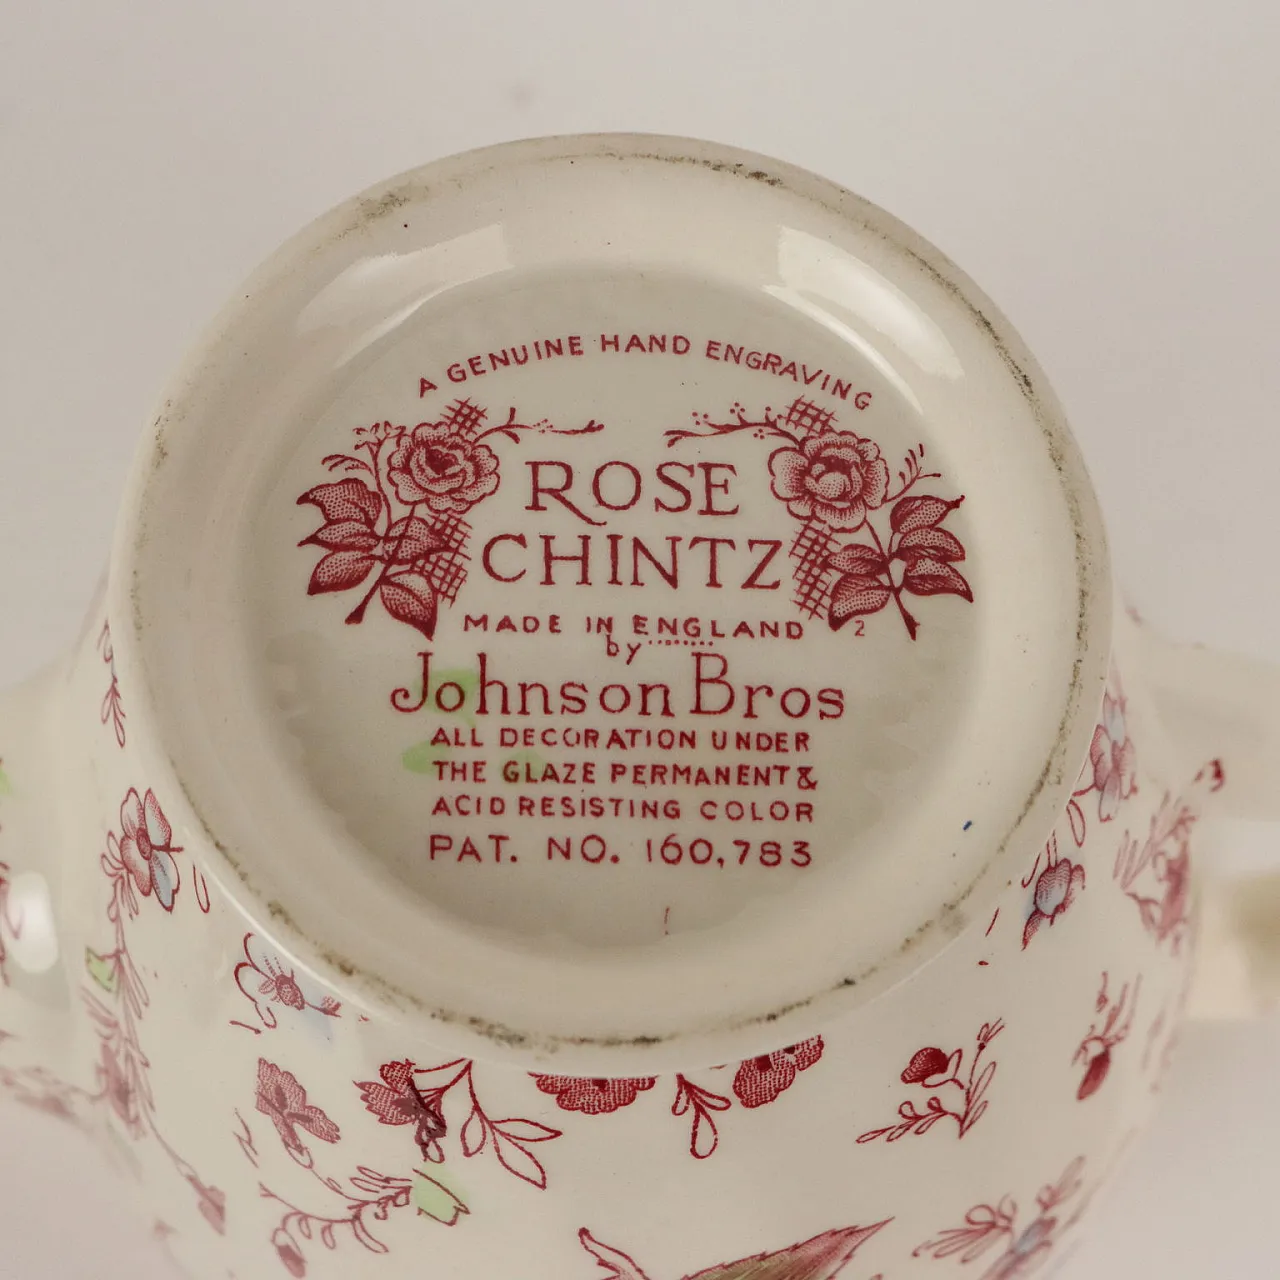 A GENUINE HAND ENGRAVING
ROSE
CHINTZ
MADE IN ENGLAND
2
by
Johnson Bros
ALL DECORATION UNDER
THE GLAZE PERMANENT &
ACID RESISTING COLOR
PAT. NO. 160,783